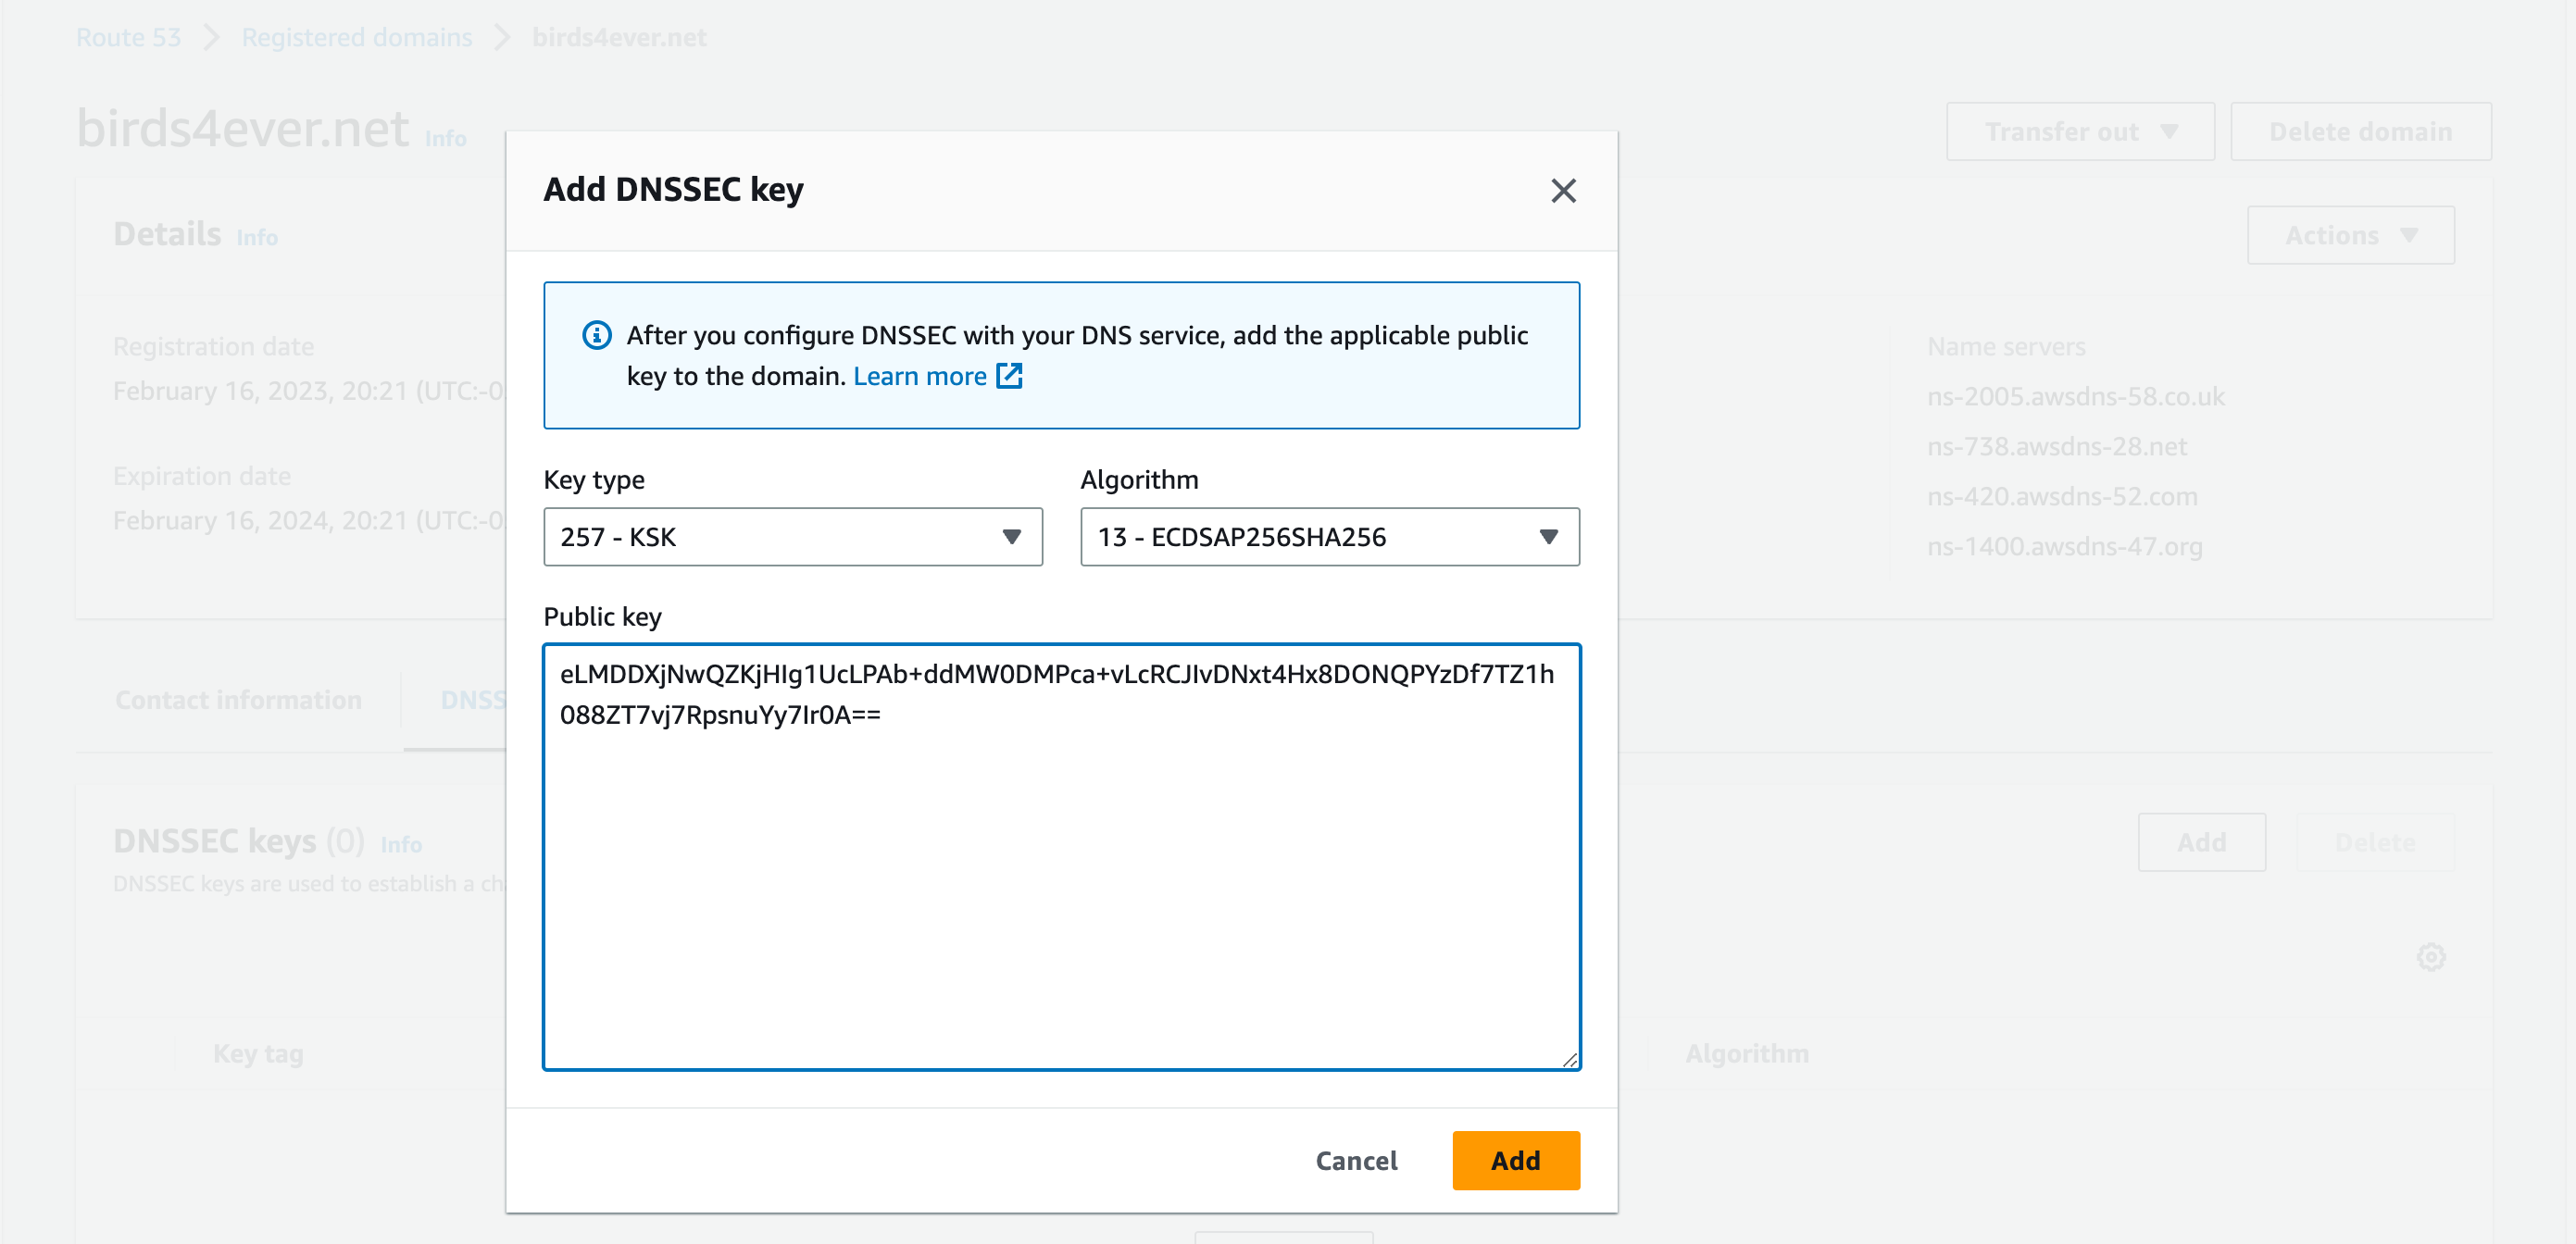 Route 53 > Registered domains > birds4ever.net
birds4ever.net Info
Transfer out Delete domain
Add DNSSEC key
Details Info
Actions
After you configure DNSSEC with your DNS service, add the applicable public
key to the domain. Learn more
Registration date
February 16, 2023, 20:21 (UTC:-0
Expiration date
February 16, 2024, 20:21 (UTC:-0
Name servers
ns-2005.awsdns-58.co.uk
ns-738.awsdns-28.net
ns-420.awsdns-52.com
ns-1400.awsdns-47.org
Key type
257 - KSK
Algorithm
13 - ECDSAP256SHA256
Public key
eLMDDXjNwQZKjHIg1UcLPAb+ddMW0DMPca+vLcRCJIvDNxt4Hx8DONQPYzDf7TZ1h
088ZT7vj7RpsnuYy7Ir0A==
Contact information DNSS
DNSSEC keys (0) Info
DNSSEC keys are used to establish a ch
Add Delete
Key tag
Algorithm
Cancel Add